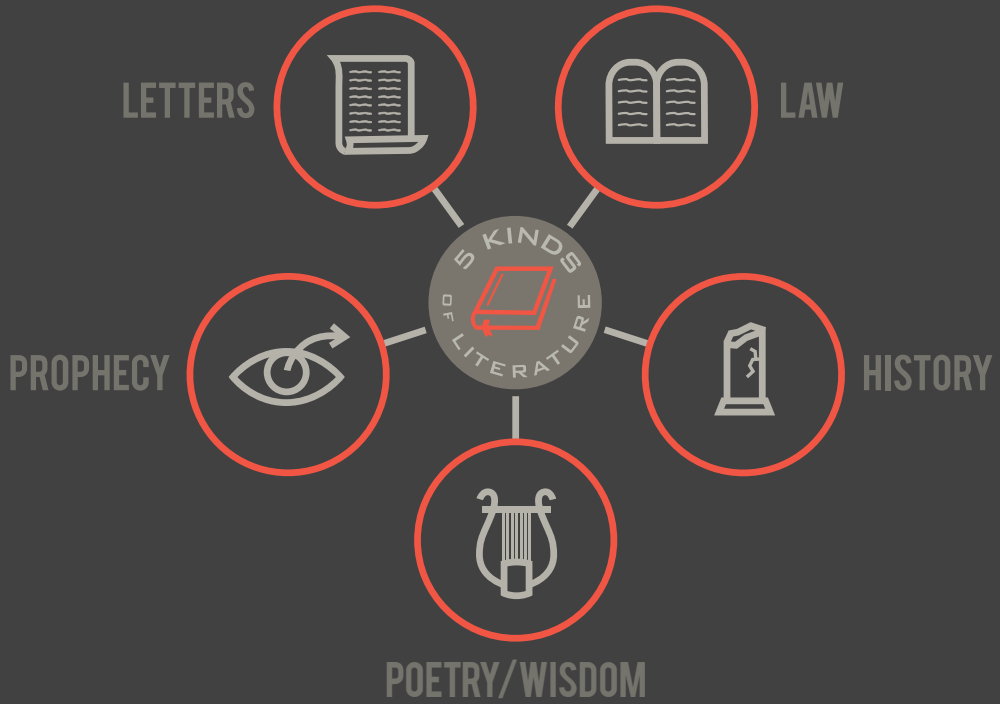 LETTERS
LAW
5 KINDS
OF LITERATURE
PROPHECY
HISTORY
POETRY/WISDOM